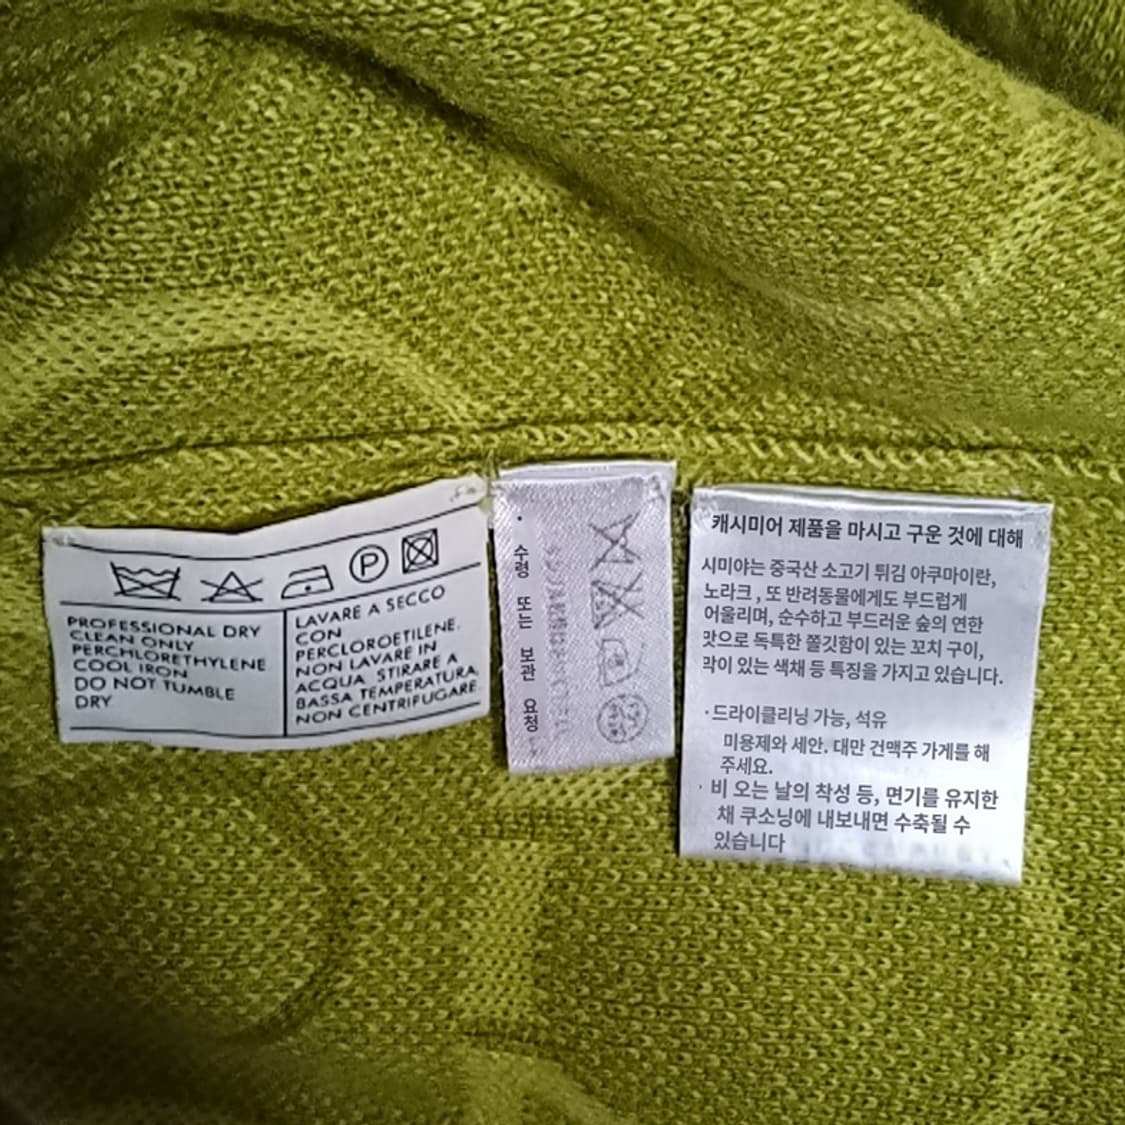 PROFESSIONAL DRY
CLEAN ONLY
PERCHLORETHYLENE
COOL IRON
DO NOT TUMBLE
DRY
P
LAVARE A SECCO
CON
PERCLOROETILENE.
NON LAVARE IN
ACQUA. STIRARE A
BASSA TEMPERATURA.
NON CENTRIFUGARE.
수령 또는 보관 요청
캐시미어 제품을 마시고 구운 것에 대해
시미야는 중국산 소고기 튀김 아쿠마이란,
노라크, 또 반려동물에게도 부드럽게
어울리며, 순수하고 부드러운 숲의 연한
맛으로 독특한 쫄깃함이 있는 꼬치 구이,
막이 있는 색채 등 특징을 가지고 있습니다.
·드라이클리닝 가능, 석유
미용제와 세안. 대만 건맥주 가게를 해
주세요.
· 비 오는 날의 착성 등, 면기를 유지한
채 쿠소닝에 내보내면 수축될 수
있습니다